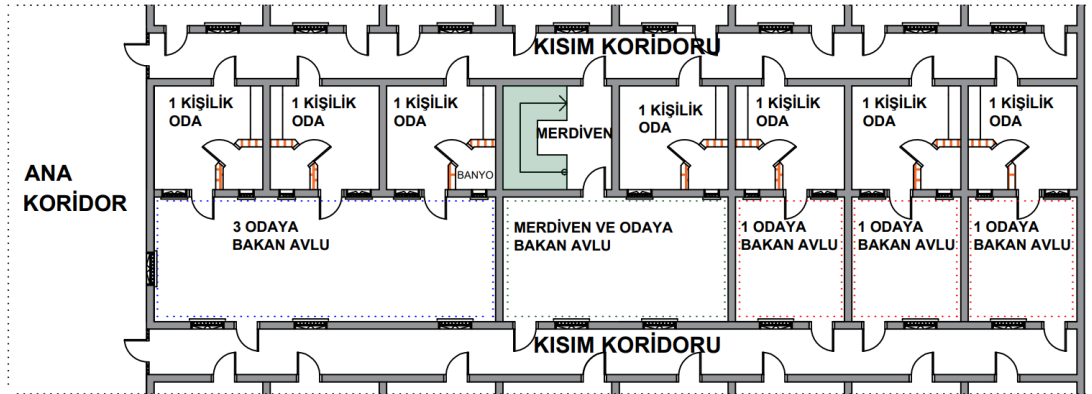 KISIM KORİDORU
1 KİŞİLİK
ODA
1 KİŞİLİK
ODA
1 KİŞİLİK
ODA
MERDİVEN
1 KİŞİLİK
ODA
1 KİŞİLİK
ODA
1 KİŞİLİK
ODA
1 KİŞİLİK
ODA
BANYO
ANA
KORİDOR
3 ODAYA
BAKAN AVLU
MERDİVEN VE ODAYA
BAKAN AVLU
1 ODAYA
BAKAN AVLU
1 ODAYA
BAKAN AVLU
1 ODAYA
BAKAN AVLU
KISIM KORİDORU